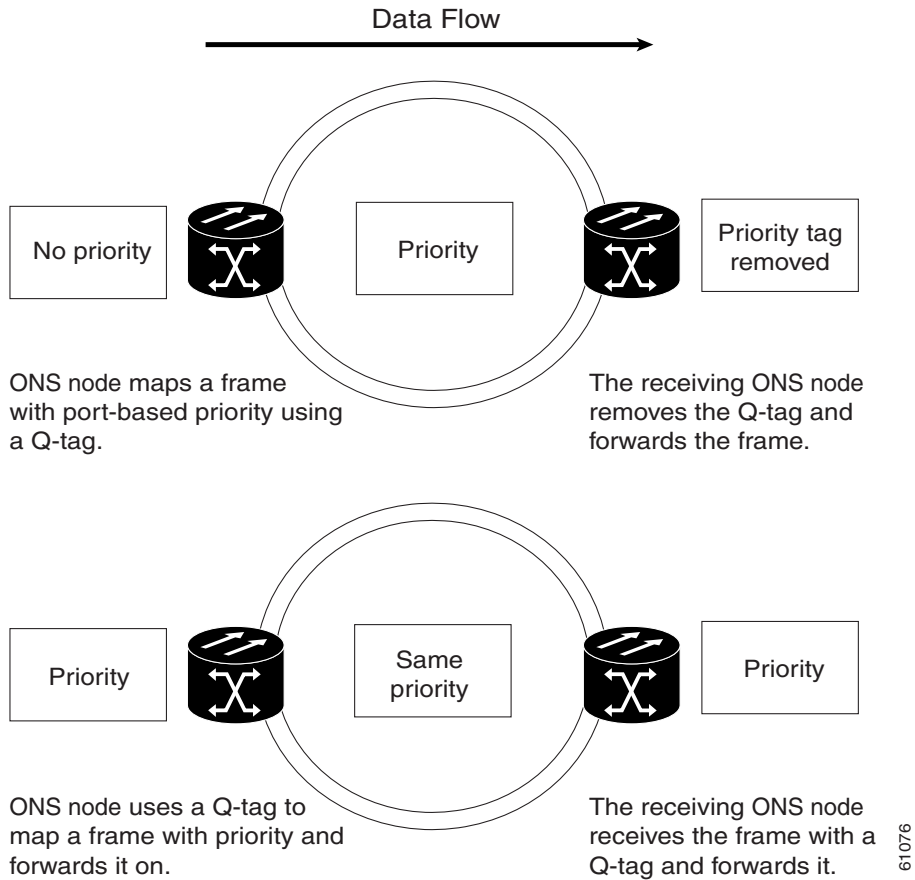 Data Flow
No priority
Priority
Priority tag
removed
ONS node maps a frame
with port-based priority using
a Q-tag.
The receiving ONS node
removes the Q-tag and
forwards the frame.
Priority
Same
priority
Priority
ONS node uses a Q-tag to
map a frame with priority and
forwards it on.
The receiving ONS node
receives the frame with a
Q-tag and forwards it.
61076